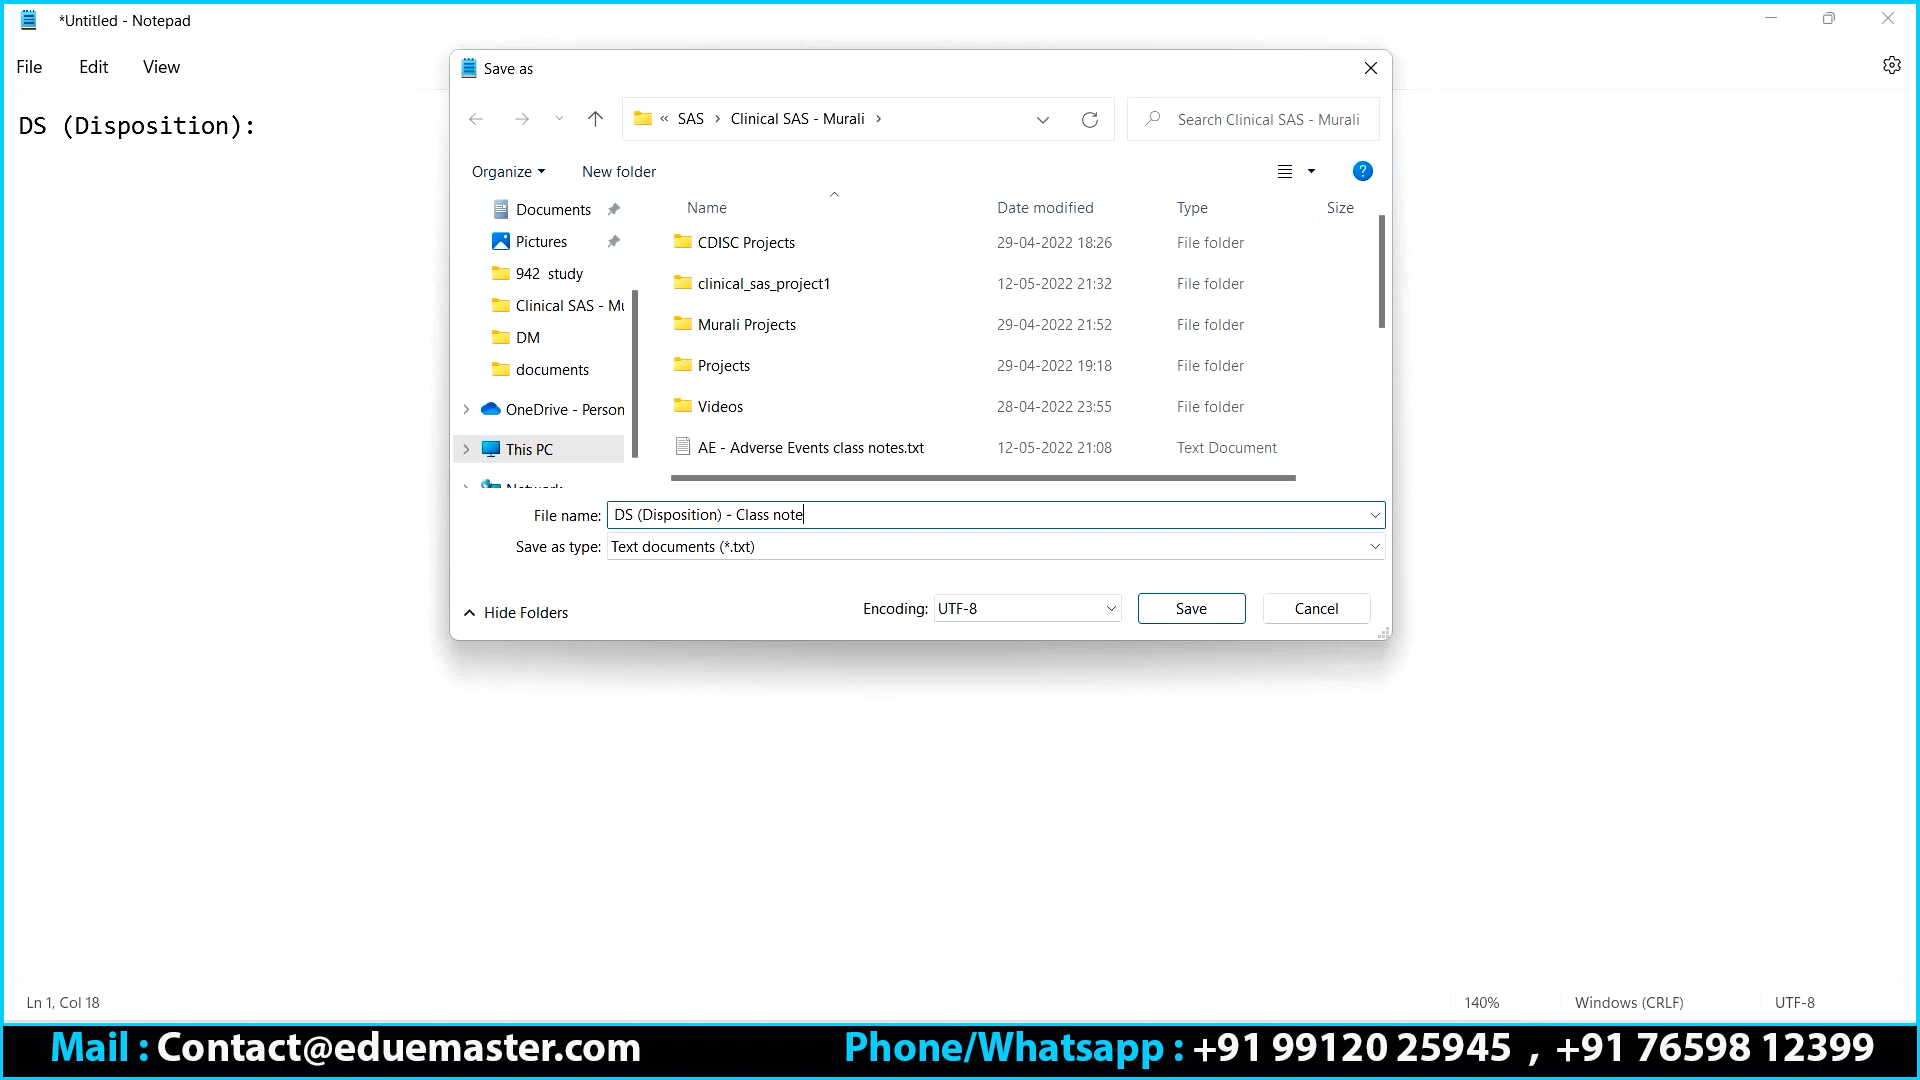 *Untitled - Notepad
File Edit View
DS (Disposition):
Save as
« SAS › Clinical SAS - Murali ›
Search Clinical SAS - Murali
Organize New folder
Name Date modified Type Size
Documents
Pictures
942 study
Clinical SAS - Mu
DM
documents
OneDrive - Person
This PC
Network
CDISC Projects 29-04-2022 18:26 File folder
clinical_sas_project1 12-05-2022 21:32 File folder
Murali Projects 29-04-2022 21:52 File folder
Projects 29-04-2022 19:18 File folder
Videos 28-04-2022 23:55 File folder
AE - Adverse Events class notes.txt 12-05-2022 21:08 Text Document
File name: DS (Disposition) - Class note
Save as type: Text documents (*.txt)
Hide Folders Encoding: UTF-8 Save Cancel
Ln 1, Col 18 140% Windows (CRLF) UTF-8
Mail : Contact@eduemaster.com Phone/Whatsapp : +91 99120 25945 , +91 76598 12399